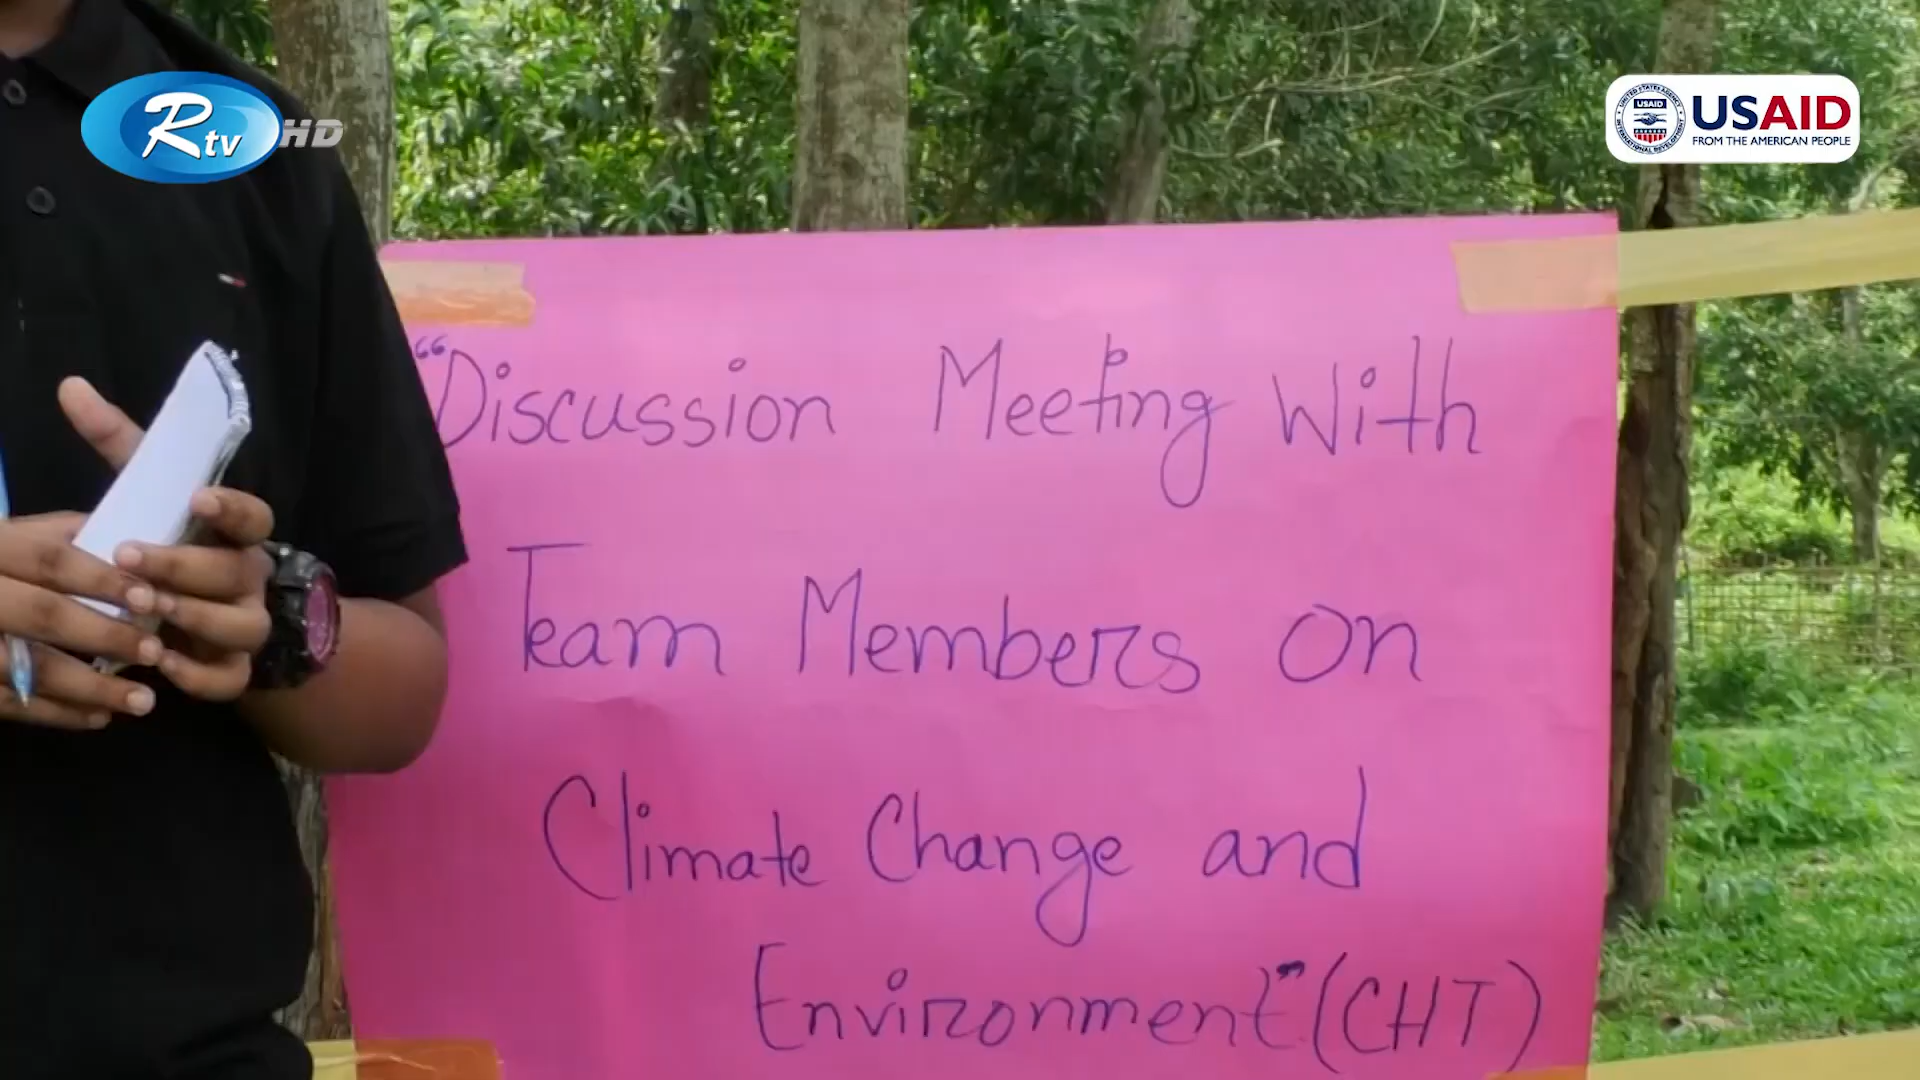 Rtv HD
USAID
FROM THE AMERICAN PEOPLE
"Discussion Meeting With
Team Members On
Climate Change and
Environment" (CHT)